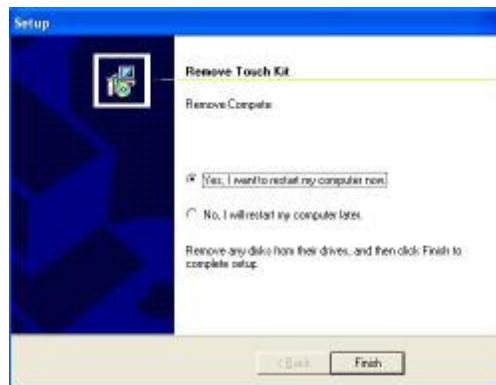 Setup
Remove Touch Kit
Remove Compete
Yes, I want to restart my computer now.
No, I will restart my computer later.
Remove any disks from their drives, and then click Finish to
complete setup.
< Back
Finish